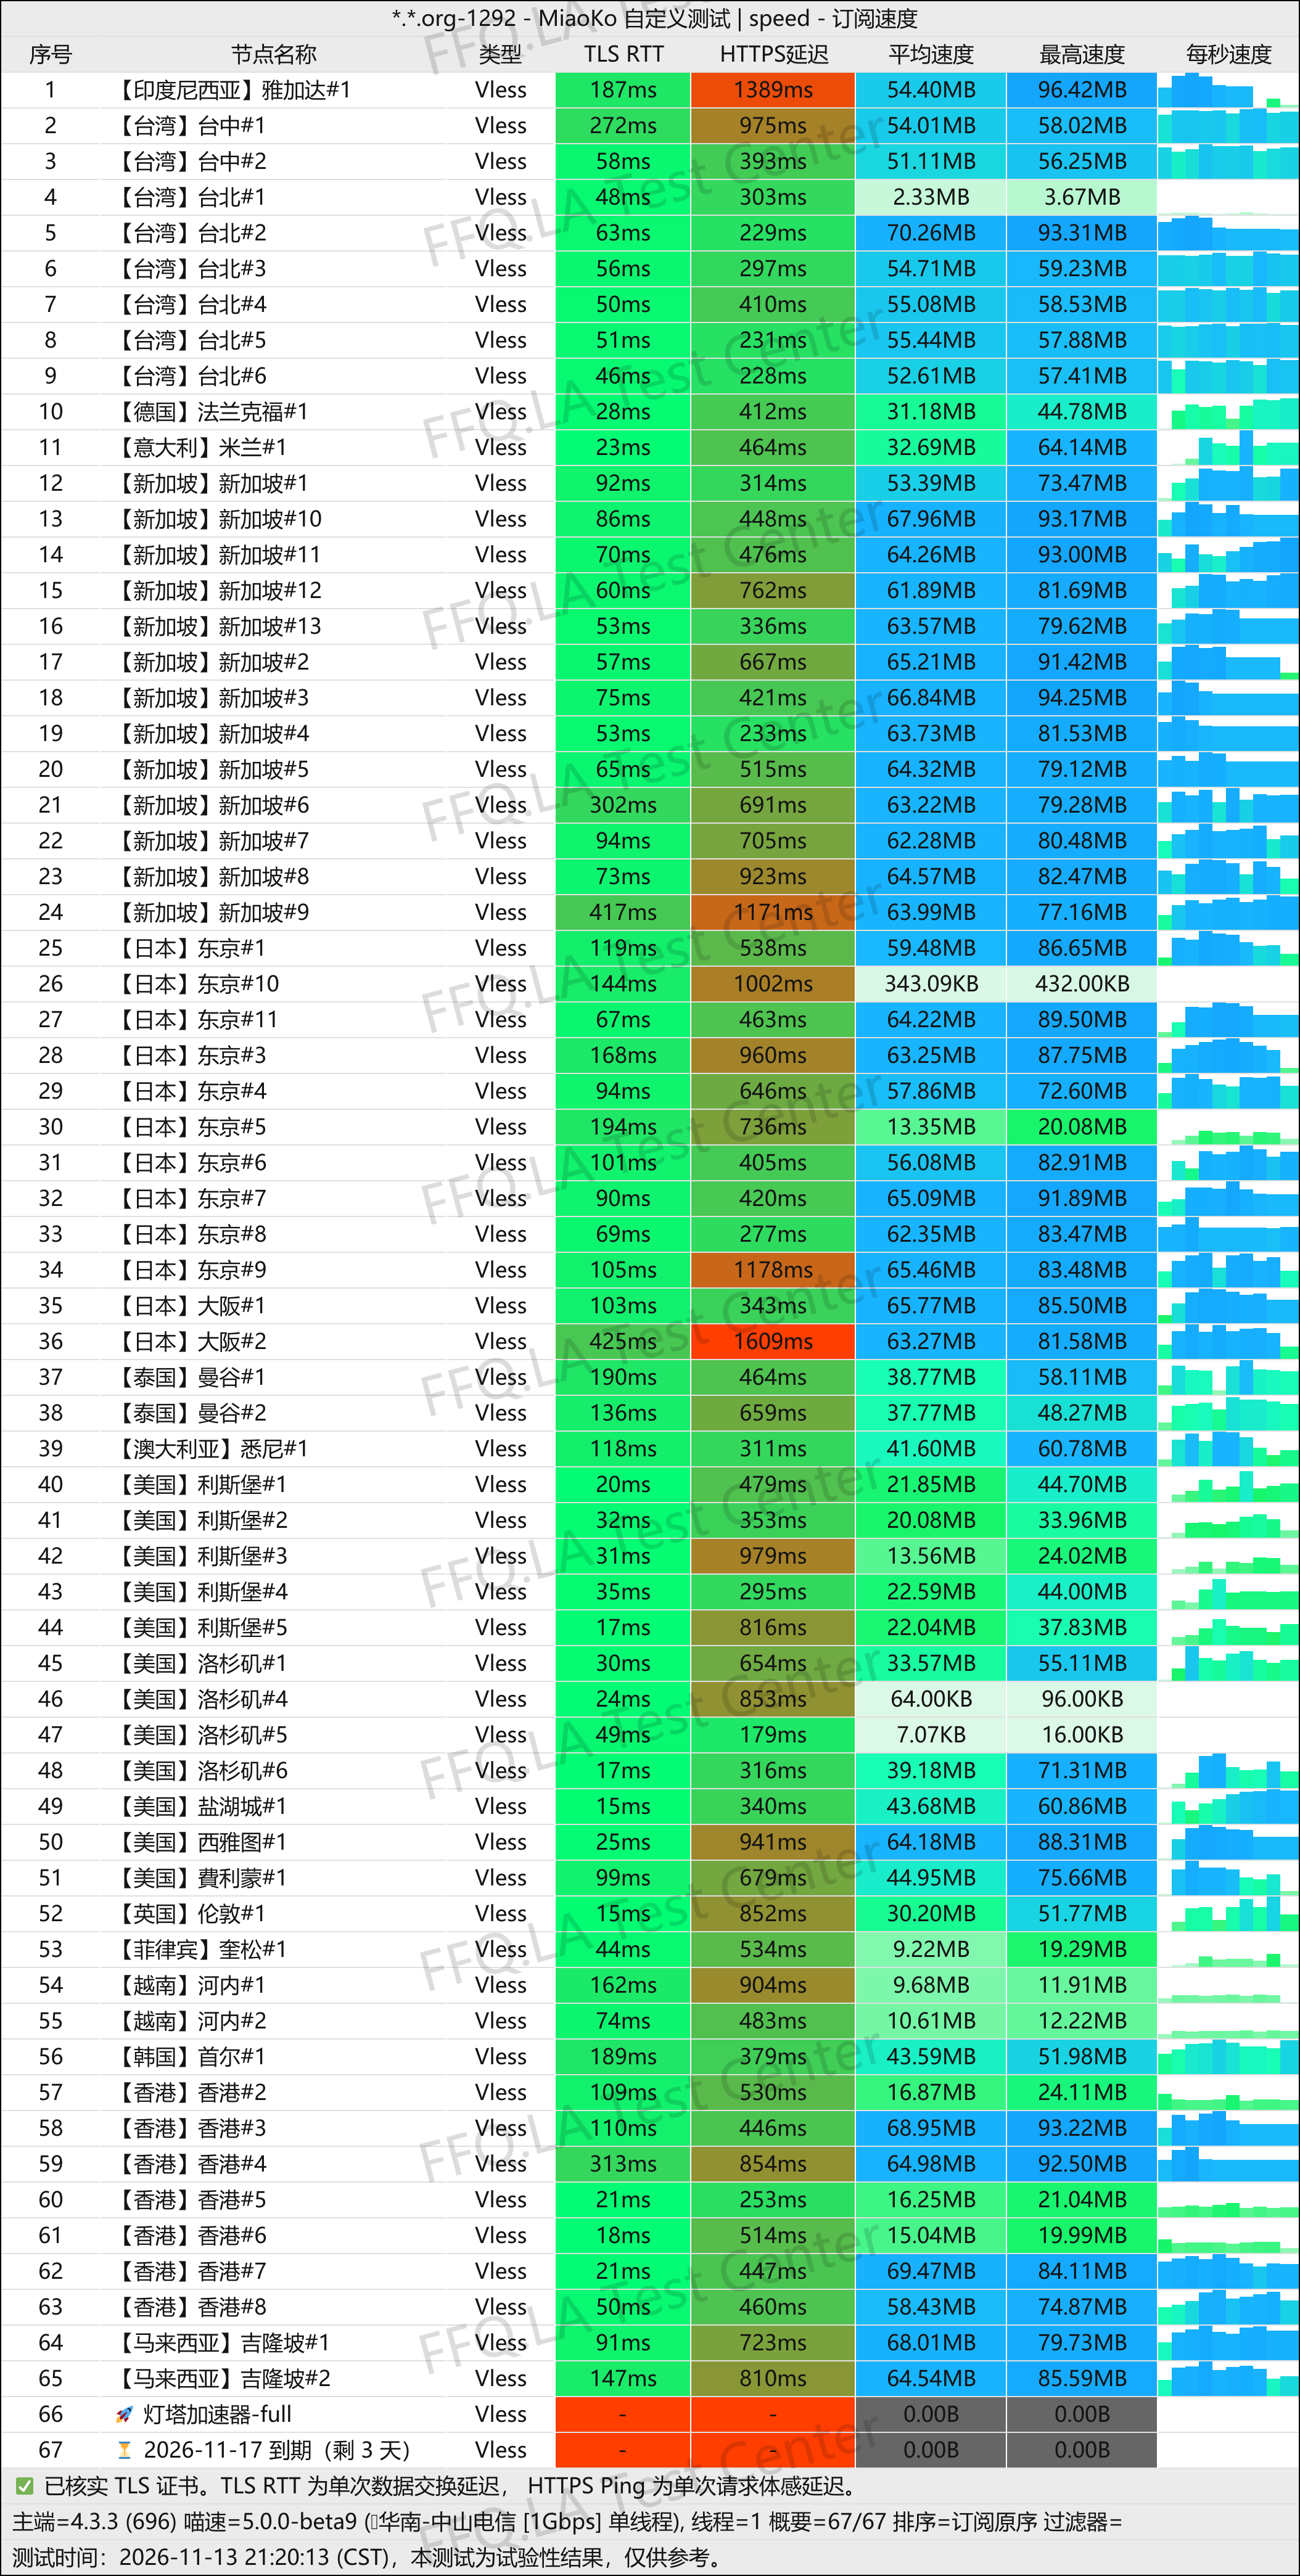 *.*.org-1292 - MiaoKo 自定义测试 | speed - 订阅速度
序号 节点名称 类型 TLS RTT HTTPS延迟 平均速度 最高速度 每秒速度
1 【印度尼西亚】雅加达#1 Vless 187ms 1389ms 54.40MB 96.42MB
2 【台湾】台中#1 Vless 272ms 975ms 54.01MB 58.02MB
3 【台湾】台中#2 Vless 58ms 393ms 51.11MB 56.25MB
4 【台湾】台北#1 Vless 48ms 303ms 2.33MB 3.67MB
5 【台湾】台北#2 Vless 63ms 229ms 70.26MB 93.31MB
6 【台湾】台北#3 Vless 56ms 297ms 54.71MB 59.23MB
7 【台湾】台北#4 Vless 50ms 410ms 55.08MB 58.53MB
8 【台湾】台北#5 Vless 51ms 231ms 55.44MB 57.88MB
9 【台湾】台北#6 Vless 46ms 228ms 52.61MB 57.41MB
10 【德国】法兰克福#1 Vless 28ms 412ms 31.18MB 44.78MB
11 【意大利】米兰#1 Vless 23ms 464ms 32.69MB 64.14MB
12 【新加坡】新加坡#1 Vless 92ms 314ms 53.39MB 73.47MB
13 【新加坡】新加坡#10 Vless 86ms 448ms 67.96MB 93.17MB
14 【新加坡】新加坡#11 Vless 70ms 476ms 64.26MB 93.00MB
15 【新加坡】新加坡#12 Vless 60ms 762ms 61.89MB 81.69MB
16 【新加坡】新加坡#13 Vless 53ms 336ms 63.57MB 79.62MB
17 【新加坡】新加坡#2 Vless 57ms 667ms 65.21MB 91.42MB
18 【新加坡】新加坡#3 Vless 75ms 421ms 66.84MB 94.25MB
19 【新加坡】新加坡#4 Vless 53ms 233ms 63.73MB 81.53MB
20 【新加坡】新加坡#5 Vless 65ms 515ms 64.32MB 79.12MB
21 【新加坡】新加坡#6 Vless 302ms 691ms 63.22MB 79.28MB
22 【新加坡】新加坡#7 Vless 94ms 705ms 62.28MB 80.48MB
23 【新加坡】新加坡#8 Vless 73ms 923ms 64.57MB 82.47MB
24 【新加坡】新加坡#9 Vless 417ms 1171ms 63.99MB 77.16MB
25 【日本】东京#1 Vless 119ms 538ms 59.48MB 86.65MB
26 【日本】东京#10 Vless 144ms 1002ms 343.09KB 432.00KB
27 【日本】东京#11 Vless 67ms 463ms 64.22MB 89.50MB
28 【日本】东京#3 Vless 168ms 960ms 63.25MB 87.75MB
29 【日本】东京#4 Vless 94ms 646ms 57.86MB 72.60MB
30 【日本】东京#5 Vless 194ms 736ms 13.35MB 20.08MB
31 【日本】东京#6 Vless 101ms 405ms 56.08MB 82.91MB
32 【日本】东京#7 Vless 90ms 420ms 65.09MB 91.89MB
33 【日本】东京#8 Vless 69ms 277ms 62.35MB 83.47MB
34 【日本】东京#9 Vless 105ms 1178ms 65.46MB 83.48MB
35 【日本】大阪#1 Vless 103ms 343ms 65.77MB 85.50MB
36 【日本】大阪#2 Vless 425ms 1609ms 63.27MB 81.58MB
37 【泰国】曼谷#1 Vless 190ms 464ms 38.77MB 58.11MB
38 【泰国】曼谷#2 Vless 136ms 659ms 37.77MB 48.27MB
39 【澳大利亚】悉尼#1 Vless 118ms 311ms 41.60MB 60.78MB
40 【美国】利斯堡#1 Vless 20ms 479ms 21.85MB 44.70MB
41 【美国】利斯堡#2 Vless 32ms 353ms 20.08MB 33.96MB
42 【美国】利斯堡#3 Vless 31ms 979ms 13.56MB 24.02MB
43 【美国】利斯堡#4 Vless 35ms 295ms 22.59MB 44.00MB
44 【美国】利斯堡#5 Vless 17ms 816ms 22.04MB 37.83MB
45 【美国】洛杉矶#1 Vless 30ms 654ms 33.57MB 55.11MB
46 【美国】洛杉矶#4 Vless 24ms 853ms 64.00KB 96.00KB
47 【美国】洛杉矶#5 Vless 49ms 179ms 7.07KB 16.00KB
48 【美国】洛杉矶#6 Vless 17ms 316ms 39.18MB 71.31MB
49 【美国】盐湖城#1 Vless 15ms 340ms 43.68MB 60.86MB
50 【美国】西雅图#1 Vless 25ms 941ms 64.18MB 88.31MB
51 【美国】費利蒙#1 Vless 99ms 679ms 44.95MB 75.66MB
52 【英国】伦敦#1 Vless 15ms 852ms 30.20MB 51.77MB
53 【菲律宾】奎松#1 Vless 44ms 534ms 9.22MB 19.29MB
54 【越南】河内#1 Vless 162ms 904ms 9.68MB 11.91MB
55 【越南】河内#2 Vless 74ms 483ms 10.61MB 12.22MB
56 【韩国】首尔#1 Vless 189ms 379ms 43.59MB 51.98MB
57 【香港】香港#2 Vless 109ms 530ms 16.87MB 24.11MB
58 【香港】香港#3 Vless 110ms 446ms 68.95MB 93.22MB
59 【香港】香港#4 Vless 313ms 854ms 64.98MB 92.50MB
60 【香港】香港#5 Vless 21ms 253ms 16.25MB 21.04MB
61 【香港】香港#6 Vless 18ms 514ms 15.04MB 19.99MB
62 【香港】香港#7 Vless 21ms 447ms 69.47MB 84.11MB
63 【香港】香港#8 Vless 50ms 460ms 58.43MB 74.87MB
64 【马来西亚】吉隆坡#1 Vless 91ms 723ms 68.01MB 79.73MB
65 【马来西亚】吉隆坡#2 Vless 147ms 810ms 64.54MB 85.59MB
66 🚀 灯塔加速器-full Vless - - 0.00B 0.00B
67 ⏳ 2026-11-17 到期（剩 3 天） Vless - - 0.00B 0.00B
✅ 已核实 TLS 证书。TLS RTT 为单次数据交换延迟， HTTPS Ping 为单次请求体感延迟。
主端=4.3.3 (696) 喵速=5.0.0-beta9 (华南-中山电信 [1Gbps] 单线程), 线程=1 概要=67/67 排序=订阅原序 过滤器=
测试时间：2026-11-13 21:20:13 (CST)，本测试为试验性结果，仅供参考。
FFQ.LA Test Center